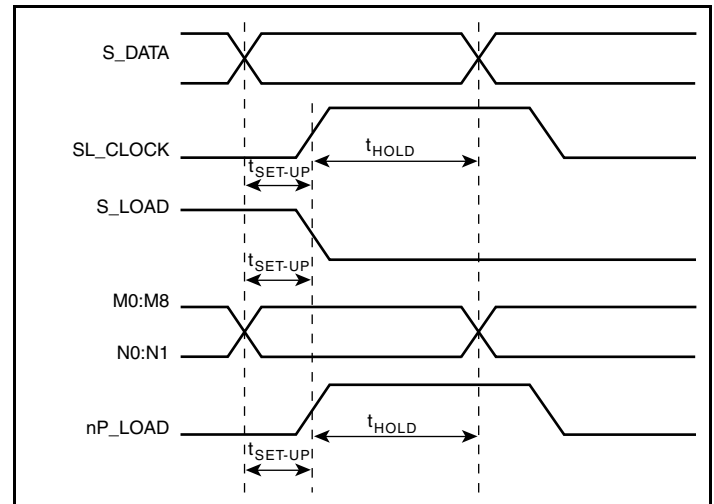 S_DATA
SL_CLOCK
tHOLD
tSET-UP
S_LOAD
tSET-UP
M0:M8
N0:N1
nP_LOAD
tHOLD
tSET-UP